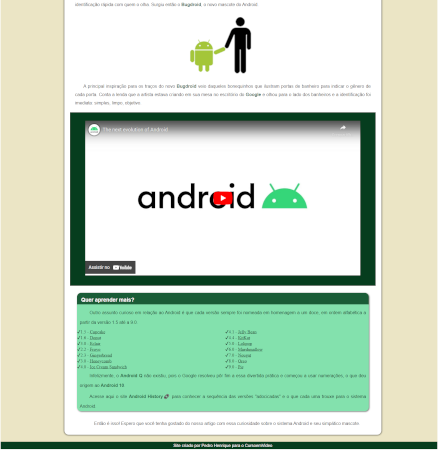 identificação rápida com quem o olha. Surgiu então o Bugdroid, o novo mascote do Android.
A principal inspiração para os traços do novo Bugdroid veio daqueles bonequinhos que ilustram portas de banheiro para indicar o gênero de
cada porta. Conta a lenda que a artista estava criando em sua mesa no escritório do Google e olhou para o lado dos banheiros e a identificação foi
imediata: simples, limpo, objetivo.
The next evolution of Android
android
Assistir no YouTube
Quer aprender mais?
Outro assunto curioso em relação ao Android é que cada versão sempre foi nomeada em homenagem a um doce, em ordem alfabética a
partir da versão 1.5 até a 9.0.
✓1.5 - Cupcake
✓1.6 - Donut
✓2.0 - Eclair
✓2.2 - Froyo
✓2.3 - Gingerbread
✓3.0 - Honeycomb
✓4.0 - Ice Cream Sandwich
✓4.1 - Jelly Bean
✓4.4 - KitKat
✓5.0 - Lollipop
✓6.0 - Marshmallow
✓7.0 - Nougat
✓8.0 - Oreo
✓9.0 - Pie
Infelizmente, o Android Q não existiu, pois o Google resolveu pôr fim a essa divertida prática e começou a usar numerações, o que deu
origem ao Android 10.
Acesse aqui o site Android History para conhecer a sequência das versões "adocicadas" e o que cada uma trouxe para o sistema
Android.
Então é isso! Espero que você tenha gostado do nosso artigo com essa curiosidade sobre o sistema Android e seu simpático mascote.
Site criado por Pedro Henrique para o CursoemVideo